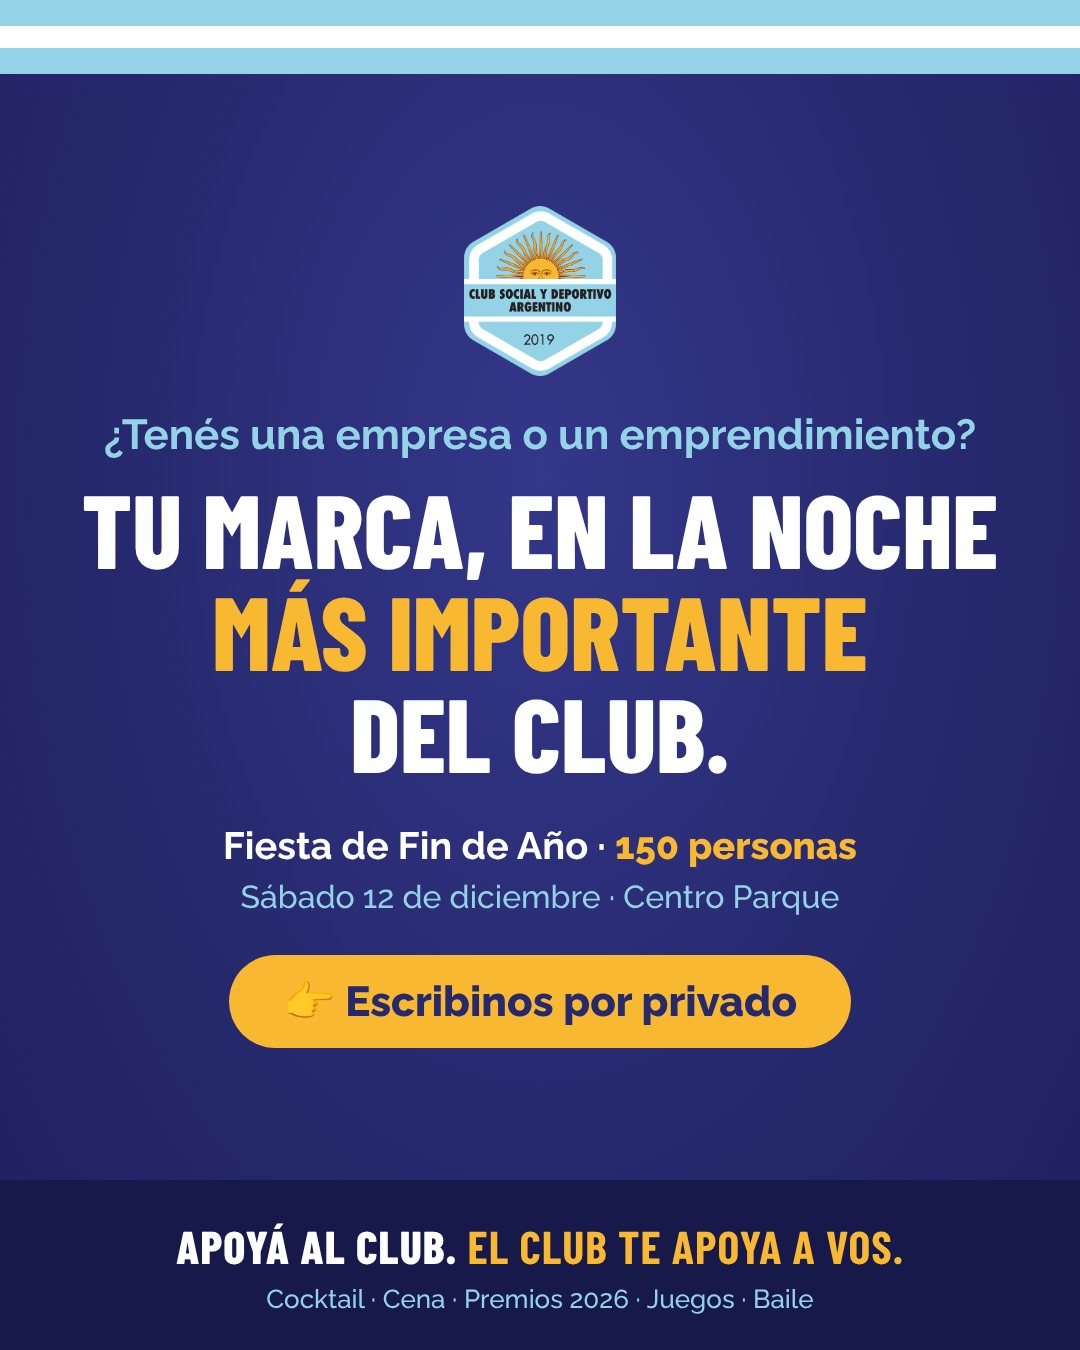 CLUB SOCIAL Y DEPORTIVO
ARGENTINO
2019
¿Tenés una empresa o un emprendimiento?
TU MARCA, EN LA NOCHE
MÁS IMPORTANTE
DEL CLUB.
Fiesta de Fin de Año · 150 personas
Sábado 12 de diciembre · Centro Parque
👉 Escribinos por privado
APOYÁ AL CLUB. EL CLUB TE APOYA A VOS.
Cocktail · Cena · Premios 2026 · Juegos · Baile